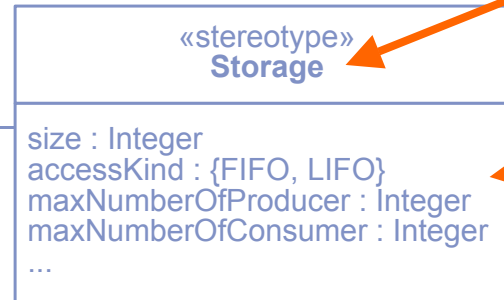 «stereotype»
Storage
size : Integer
accessKind : {FIFO, LIFO}
maxNumberOfProducer : Integer
maxNumberOfConsumer : Integer
...